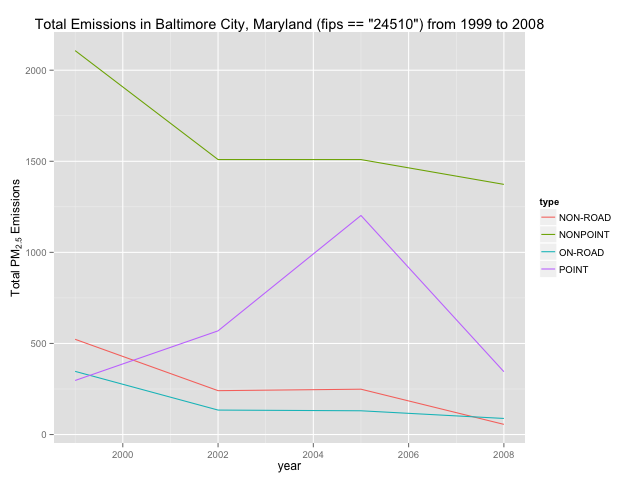 Total Emissions in Baltimore City, Maryland (fips == "24510") from 1999 to 2008
Total PM2.5 Emissions
2000
1500
1000
500
0
2000 2002 2004 2006 2008
year
type
NON-ROAD
NONPOINT
ON-ROAD
POINT